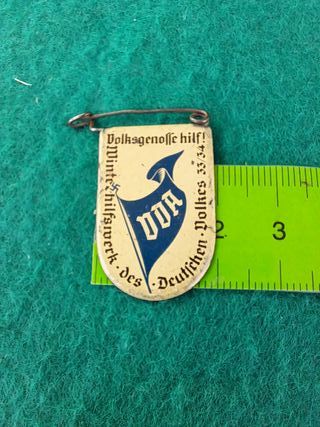 Volksgenosse hilf!
Winterhilfswerk · des · Deutschen · Volkes 33/34
VDA
2 3